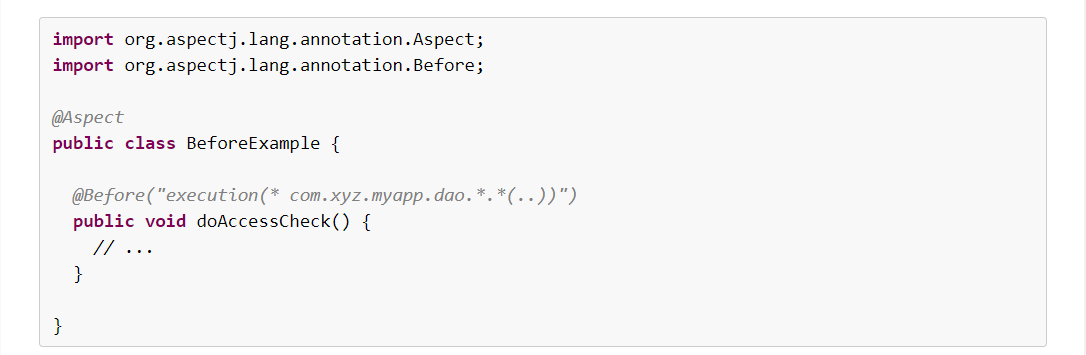 import org.aspectj.lang.annotation.Aspect;
import org.aspectj.lang.annotation.Before;
@Aspect
public class BeforeExample {
@Before("execution(* com.xyz.myapp.dao.*.*(..))")
public void doAccessCheck() {
// ...
}
}